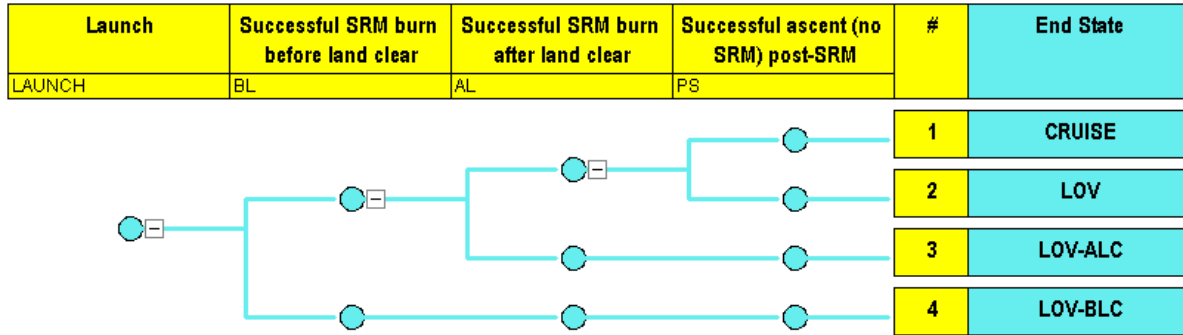 Launch
Successful SRM burn
before land clear
Successful SRM burn
after land clear
Successful ascent (no
SRM) post-SRM
#
End State
LAUNCH
BL
AL
PS
1
CRUISE
2
LOV
3
LOV-ALC
4
LOV-BLC